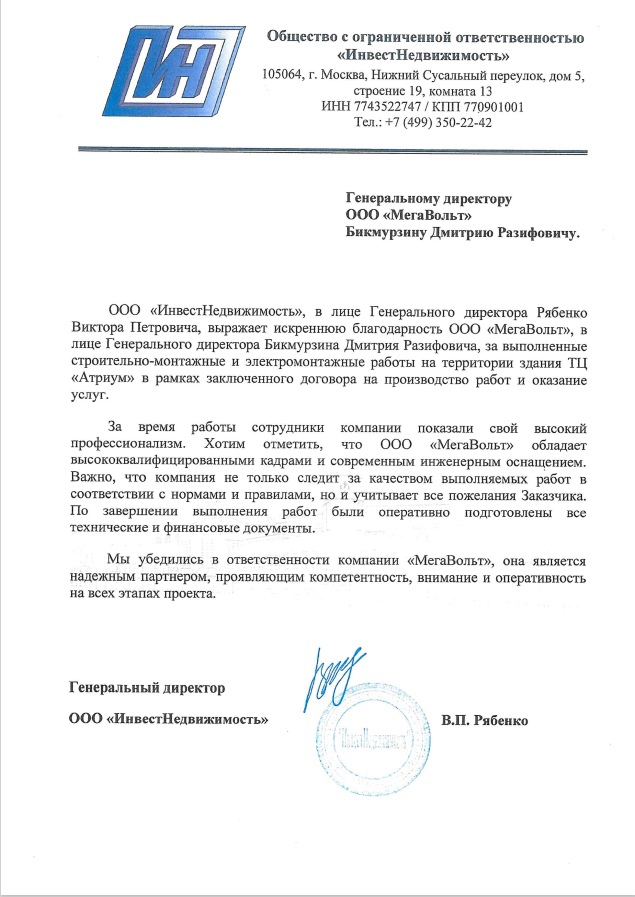 ИН
Общество с ограниченной ответственностью
«ИнвестНедвижимость»
105064, г. Москва, Нижний Сусальный переулок, дом 5,
строение 19, комната 13
ИНН 7743522747 / КПП 770901001
Тел.: +7 (499) 350-22-42
Генеральному директору
ООО «МегаВольт»
Бикмурзину Дмитрию Разифовичу.
ООО «ИнвестНедвижимость», в лице Генерального директора Рябенко
Виктора Петровича, выражает искреннюю благодарность ООО «МегаВольт», в
лице Генерального директора Бикмурзина Дмитрия Разифовича, за выполненные
строительно-монтажные и электромонтажные работы на территории здания ТЦ
«Атриум» в рамках заключенного договора на производство работ и оказание
услуг.
За время работы сотрудники компании показали свой высокий
профессионализм. Хотим отметить, что ООО «МегаВольт» обладает
высококвалифицированными кадрами и современным инженерным оснащением.
Важно, что компания не только следит за качеством выполняемых работ в
соответствии с нормами и правилами, но и учитывает все пожелания Заказчика.
По завершении выполнения работ были оперативно подготовлены все
технические и финансовые документы.
Мы убедились в ответственности компании «МегаВольт», она является
надежным партнером, проявляющим компетентность, внимание и оперативность
на всех этапах проекта.
Генеральный директор
ООО «ИнвестНедвижимость»
В.П. Рябенко
"ИнвестНедвижимость"